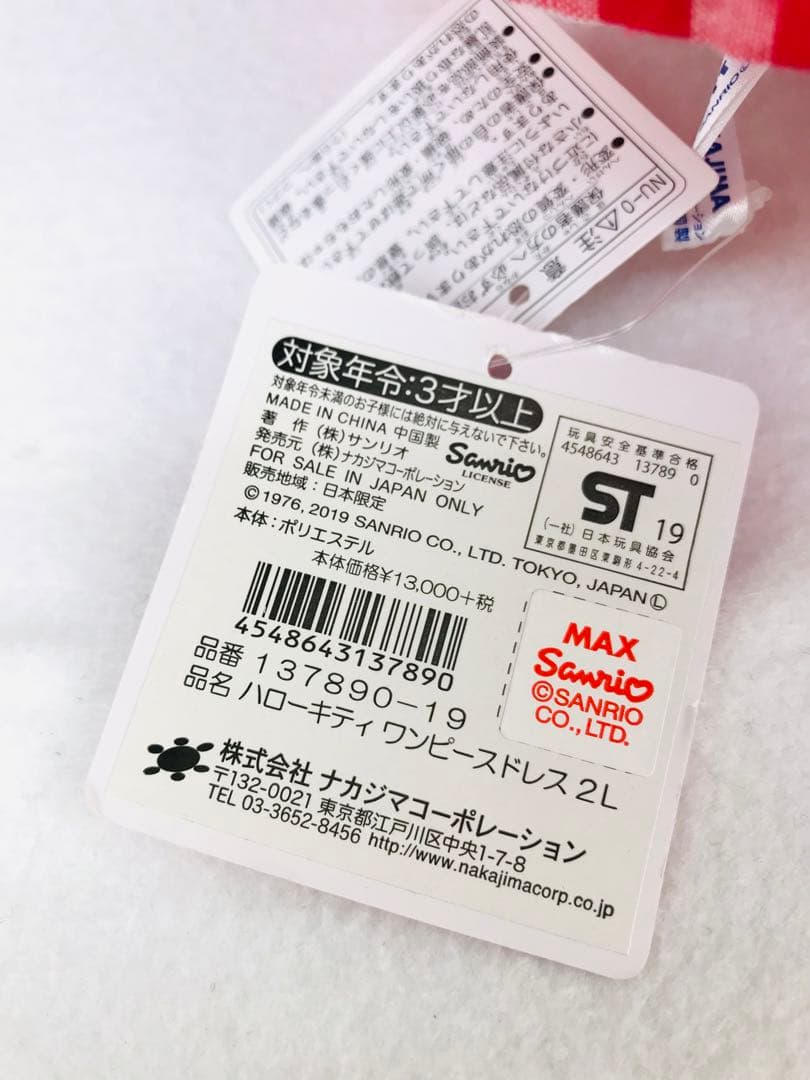 NU-0 ⚠注意
対象年令:3才以上
対象年令未満のお子様には絶対に与えないで下さい。
MADE IN CHINA 中国製
著 作 (株)サンリオ
発売元 (株)ナカジマコーポレーション
FOR SALE IN JAPAN ONLY
販売地域:日本限定
©1976, 2019 SANRIO CO., LTD. TOKYO, JAPAN Ⓛ
本体:ポリエステル
本体価格¥13,000+税
Sanrio
LICENSE
玩具安全基準合格
4548643 13789 0
ST 19
(一社)日本玩具協会
東京都墨田区東駒形4-22-4
4548643137890
品番 137890-19
品名 ハローキティ ワンピースドレス2L
MAX
Sanrio
©SANRIO
CO., LTD.
株式会社 ナカジマコーポレーション
〒132-0021 東京都江戸川区中央1-7-8
TEL 03-3652-8456 http://www.nakajimacorp.co.jp